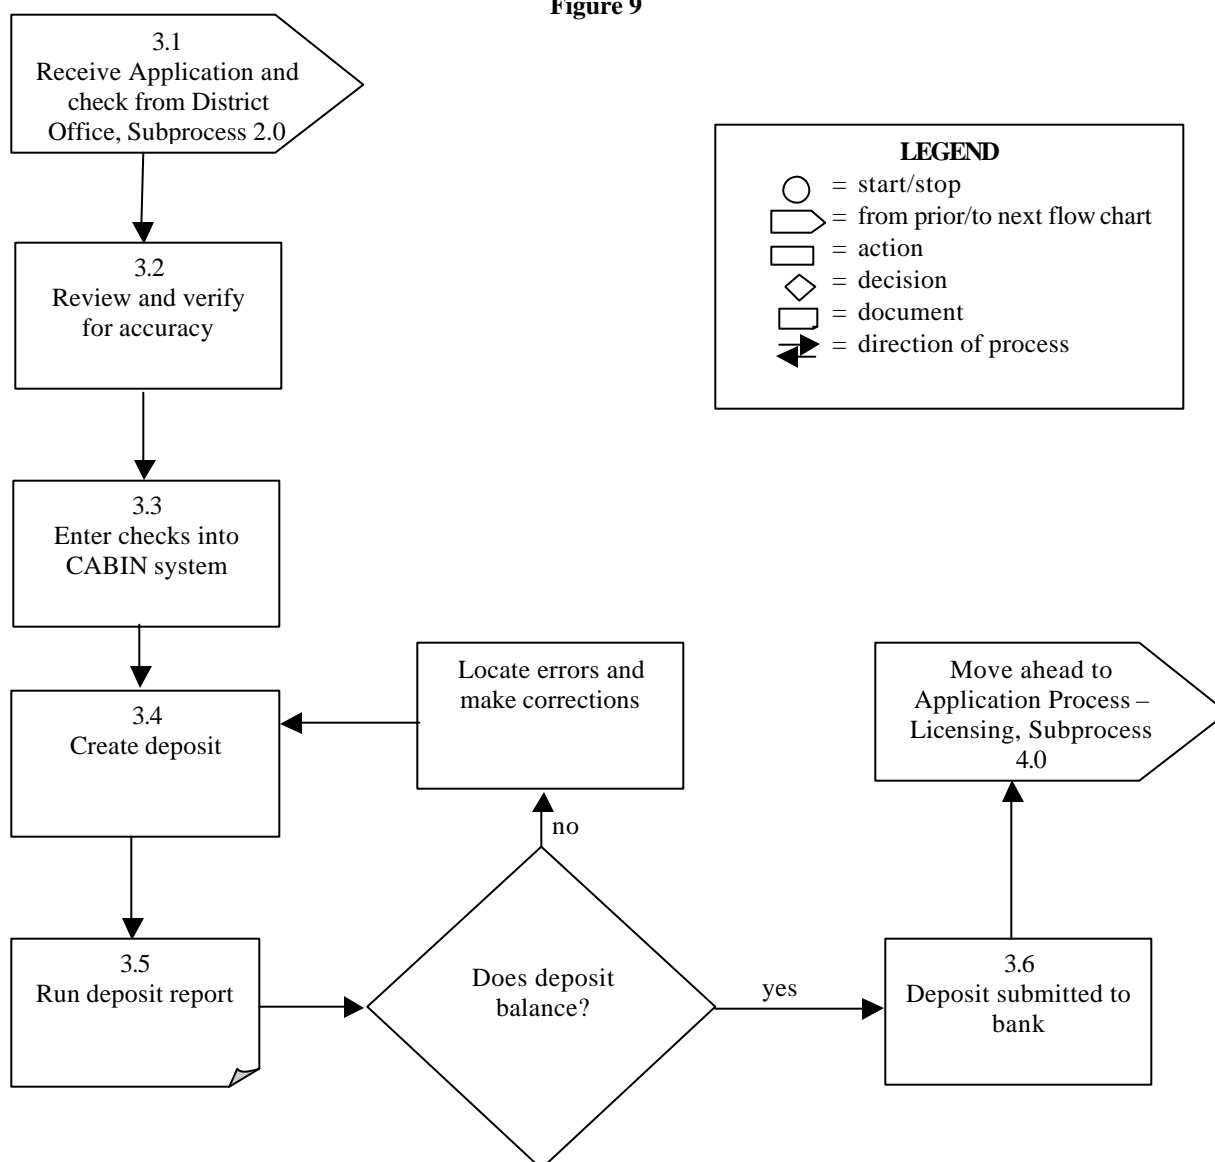 Figure 9
3.1
Receive Application and
check from District
Office, Subprocess 2.0
LEGEND
= start/stop
= from prior/to next flow chart
= action
= decision
= document
= direction of process
3.2
Review and verify
for accuracy
3.3
Enter checks into
CABIN system
3.4
Create deposit
Locate errors and
make corrections
Move ahead to
Application Process –
Licensing, Subprocess
4.0
no
3.5
Run deposit report
Does deposit
balance?
yes
3.6
Deposit submitted to
bank